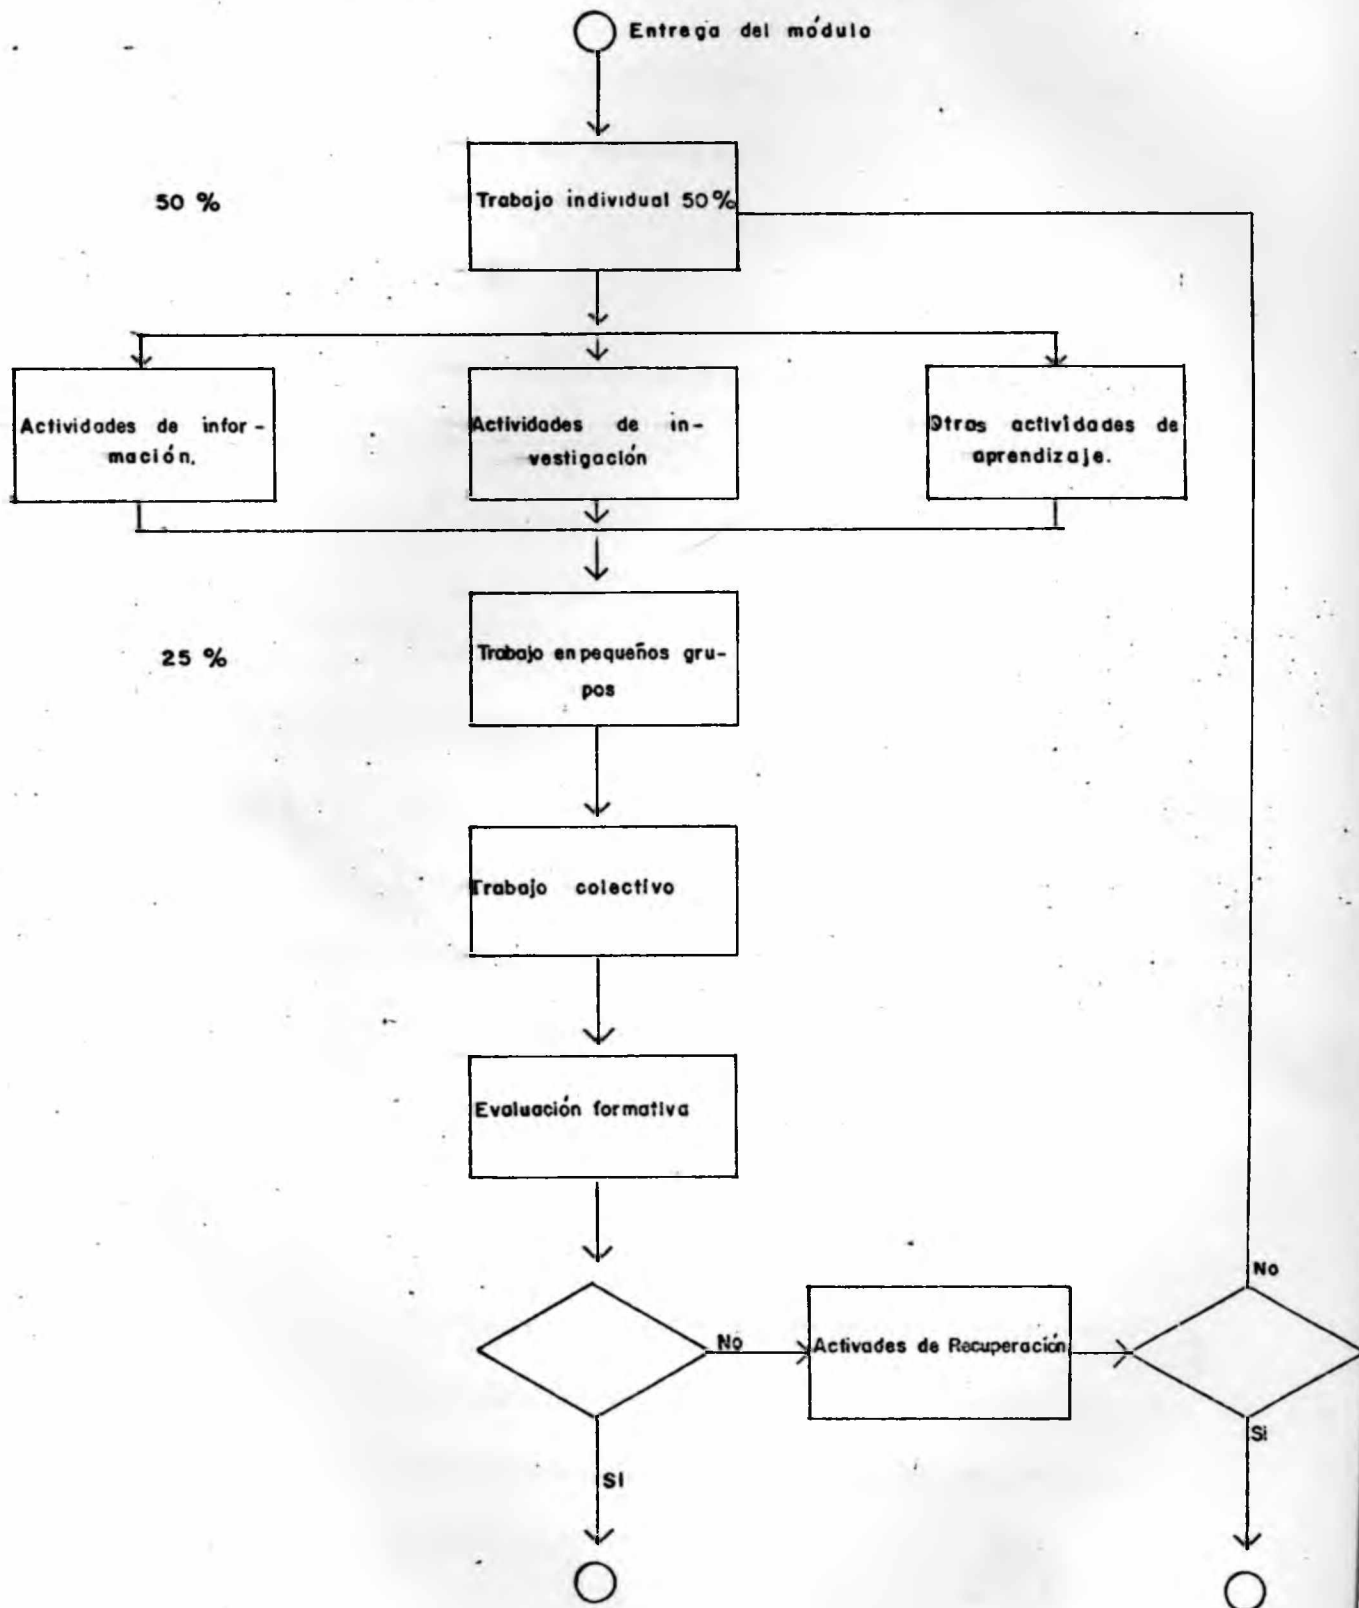 Entrega del módulo
50 %
Trabajo individual 50%
Actividades de infor-
mación.
Actividades de in-
vestigación
Otras actividades de
aprendizaje.
25 %
Trabajo en pequeños gru-
pos
Trabajo colectivo
Evaluación formativa
No
No
Activades de Recuperación
Si
SI